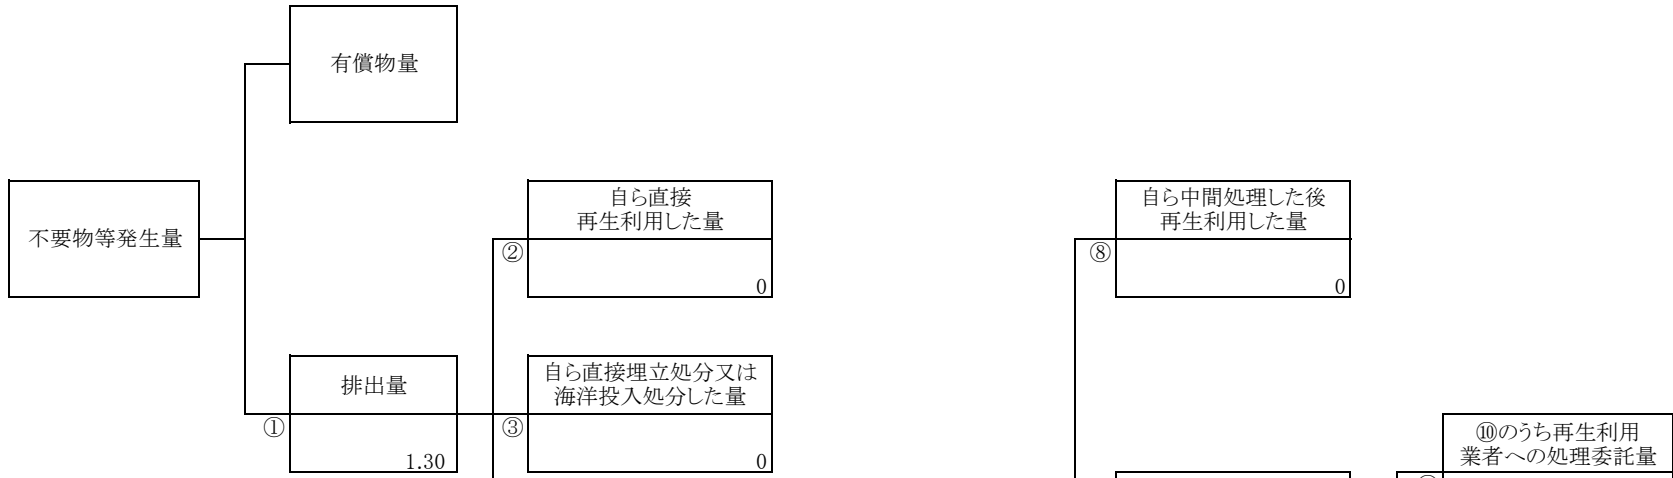 有償物量
不要物等発生量
自ら直接
再生利用した量
②
0
自ら中間処理した後
再生利用した量
⑧
0
排出量
①
1.30
自ら直接埋立処分又は
海洋投入処分した量
③
0
⑩のうち再生利用
業者への処理委託量